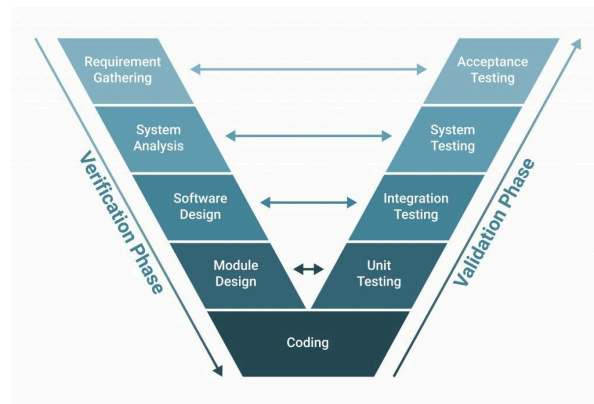 Requirement
Gathering
Acceptance
Testing
System
Analysis
System
Testing
Software
Design
Integration
Testing
Module
Design
Unit
Testing
Coding
Verification Phase
Validation Phase